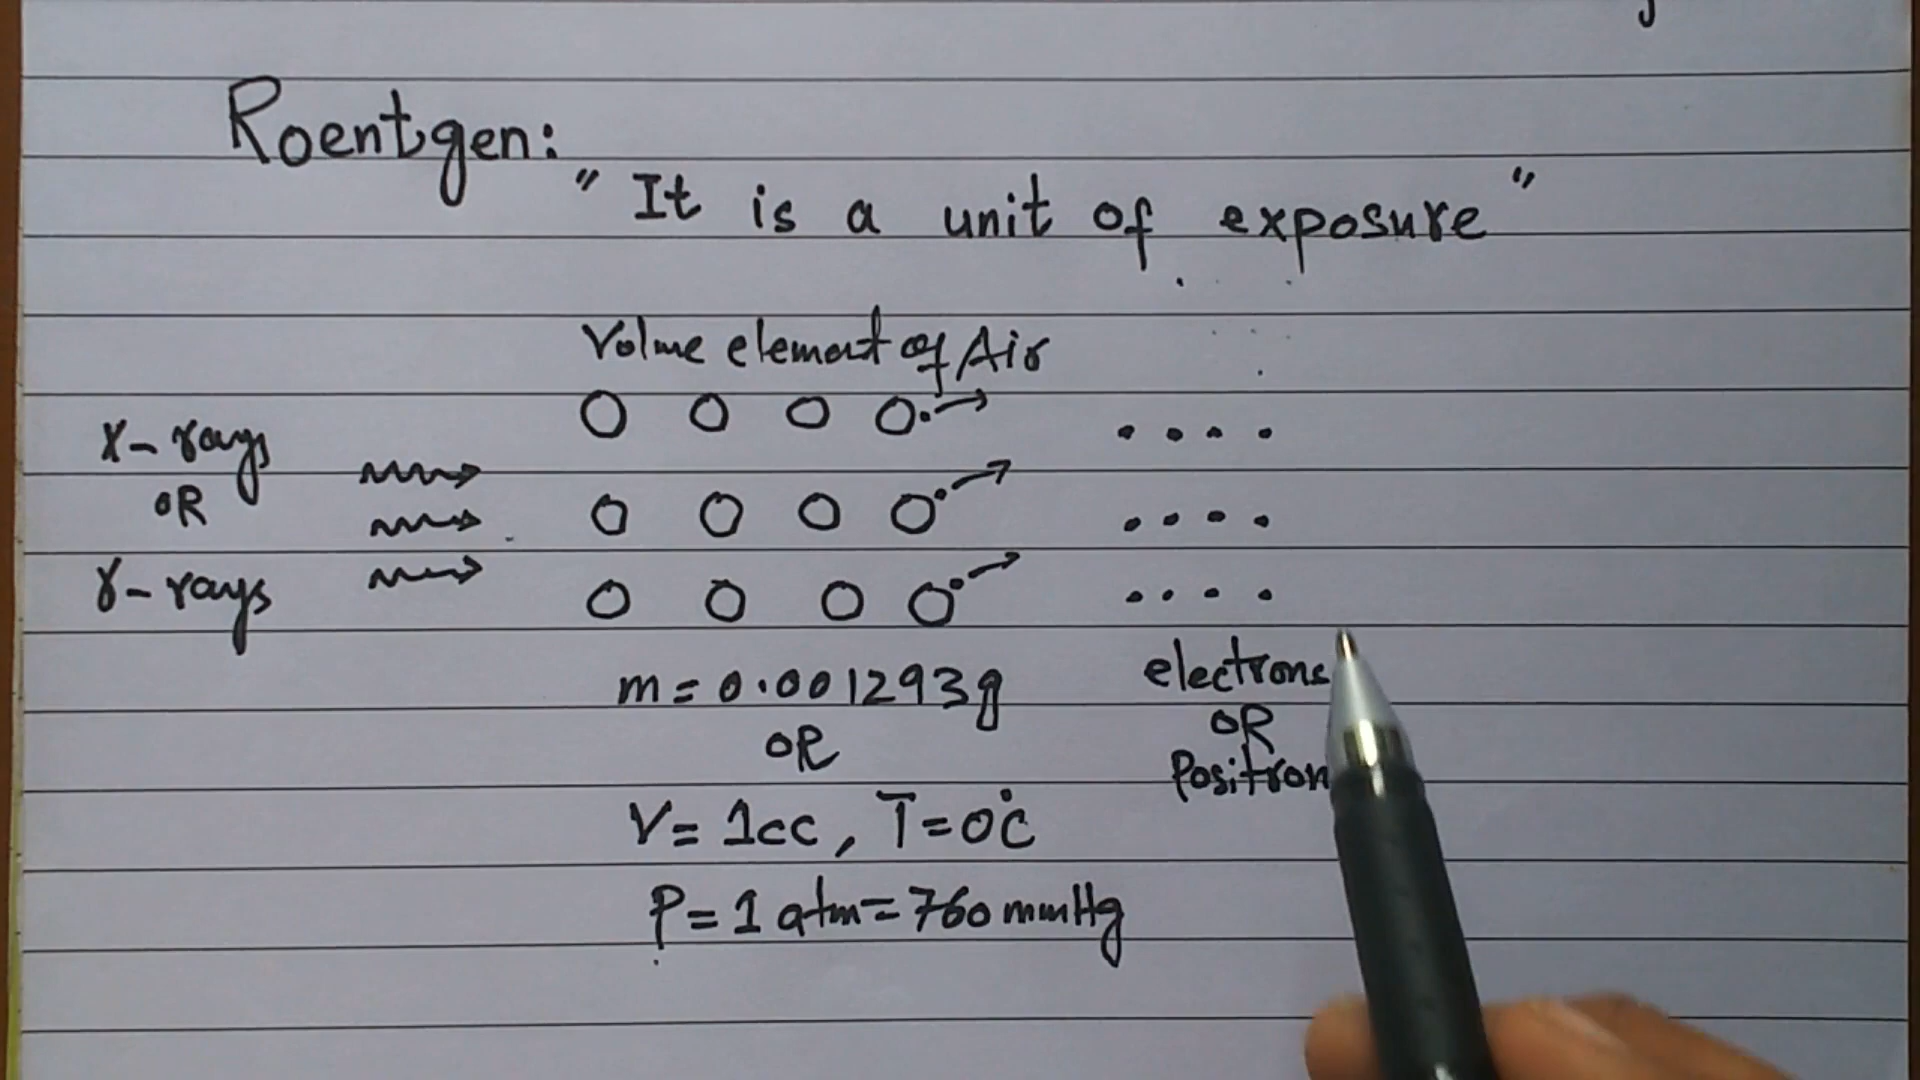 Roentgen:
" It is a unit of exposure "
Volme element of Air
X- rays
OR
γ- rays
m = 0.001293g
OR
V = 1cc, T = 0°C
P = 1 atm = 760 mmHg
electrons
OR
Positron